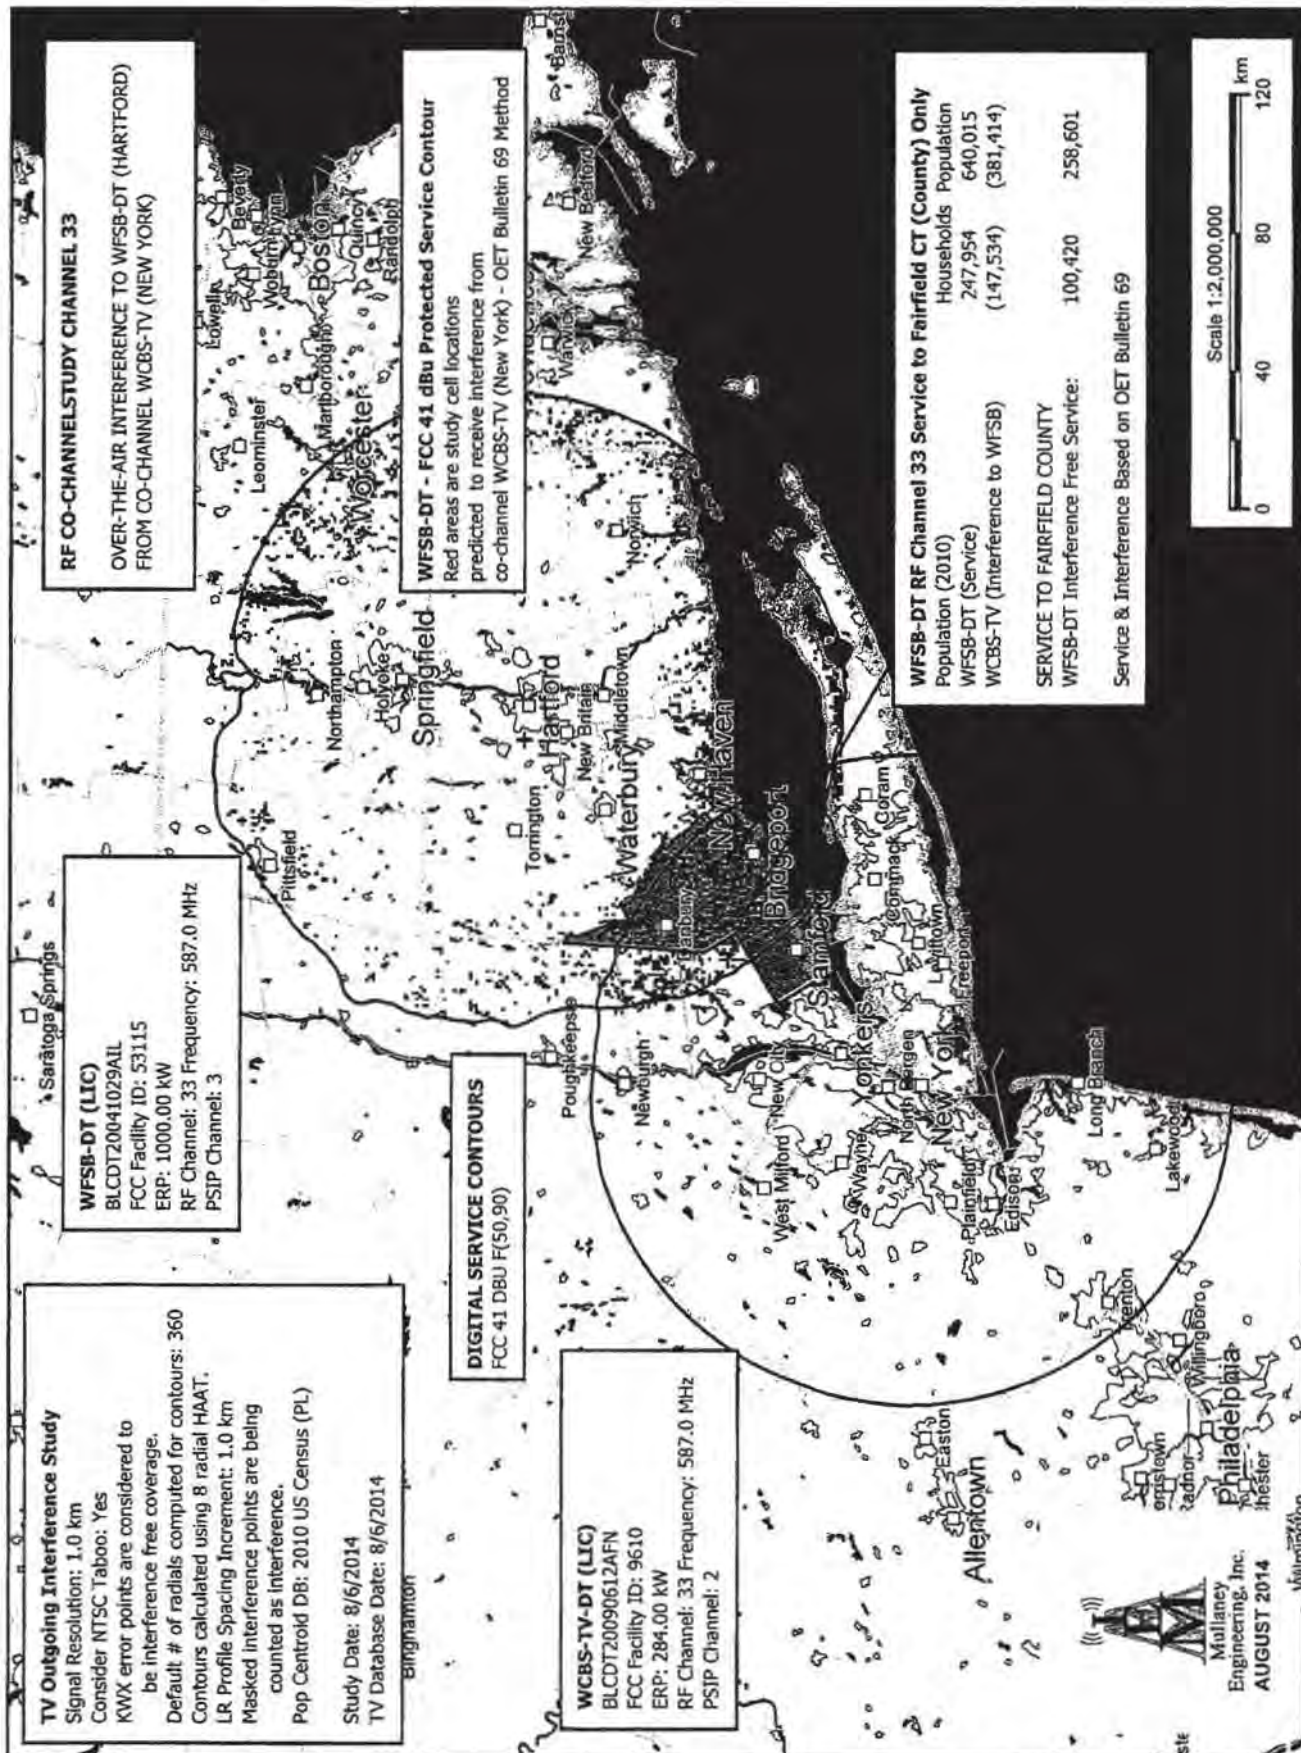 TV Outgoing Interference Study
Signal Resolution: 1.0 km
Consider NTSC Taboo: Yes
KWX error points are considered to
be interference free coverage.
Default # of radials computed for contours: 360
Contours calculated using 8 radial HAAT.
LR Profile Spacing Increment: 1.0 km
Masked interference points are being
counted as interference.
Pop Centroid DB: 2010 US Census (PL)
Study Date: 8/6/2014
TV Database Date: 8/6/2014
WFSB-DT (LIC)
BLCDT20041029AIL
FCC Facility ID: 53115
ERP: 1000.00 kW
RF Channel: 33 Frequency: 587.0 MHz
PSIP Channel: 3
RF CO-CHANNELSTUDY CHANNEL 33
OVER-THE-AIR INTERFERENCE TO WFSB-DT (HARTFORD)
FROM CO-CHANNEL WCBS-TV (NEW YORK)
WFSB-DT - FCC 41 dBu Protected Service Contour
Red areas are study cell locations
predicted to receive interference from
co-channel WCBS-TV (New York) - OET Bulletin 69 Method
DIGITAL SERVICE CONTOURS
FCC 41 DBU F(50,90)
WCBS-TV-DT (LIC)
BLCDT20090612AFN
FCC Facility ID: 9610
ERP: 284.00 kW
RF Channel: 33 Frequency: 587.0 MHz
PSIP Channel: 2
WFSB-DT RF Channel 33 Service to Fairfield CT (County) Only
Population (2010) Households Population
WFSB-DT (Service) 247,954 640,015
WCBS-TV (Interference to WFSB) (147,534) (381,414)
SERVICE TO FAIRFIELD COUNTY
WFSB-DT Interference Free Service: 100,420 258,601
Service & Interference Based on OET Bulletin 69
Scale 1:2,000,000
0 40 80 120
km
Mullaney
Engineering, Inc.
AUGUST 2014
Saratoga Springs
Binghamton
Pittsfield
Northampton
Holyoke
Springfield
Leominster
Lowell
Beverly
Woburn
Lynn
Boston
Quincy
Randolph
Marlborough
Worcester
Warwick
New Bedford
Norwich
Torrington
Hartford
New Britain
Middletown
Waterbury
New Haven
Danbury
Bridgeport
Stamford
Poughkeepsie
Newburgh
New City
West Milford
Yonkers
Wayne
North Bergen
New York
Plainfield
Edison
Levittown
Freeport
Commack
Coram
Long Branch
Lakewood
Trenton
Willingboro
Philadelphia
Easton
Allentown